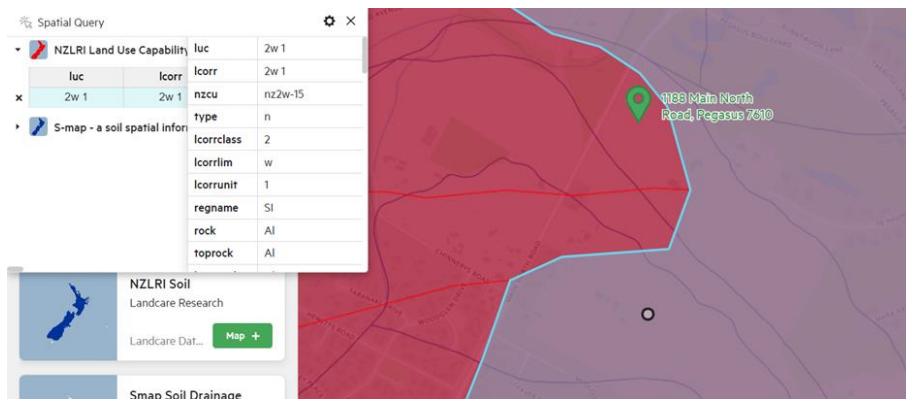 Spatial Query
NZLRI Land Use Capability
luc lcorr
2w 1 2w 1
S-map - a soil spatial infor
luc 2w 1
lcorr 2w 1
nzcu nz2w-15
type n
lcorrclass 2
lcorrlim w
lcorrunit 1
regname SI
rock Al
toprock Al
NZLRI Soil
Landcare Research
Landcare Dat...
Map +
Smap Soil Drainage
1188 Main North
Road, Pegasus 7610